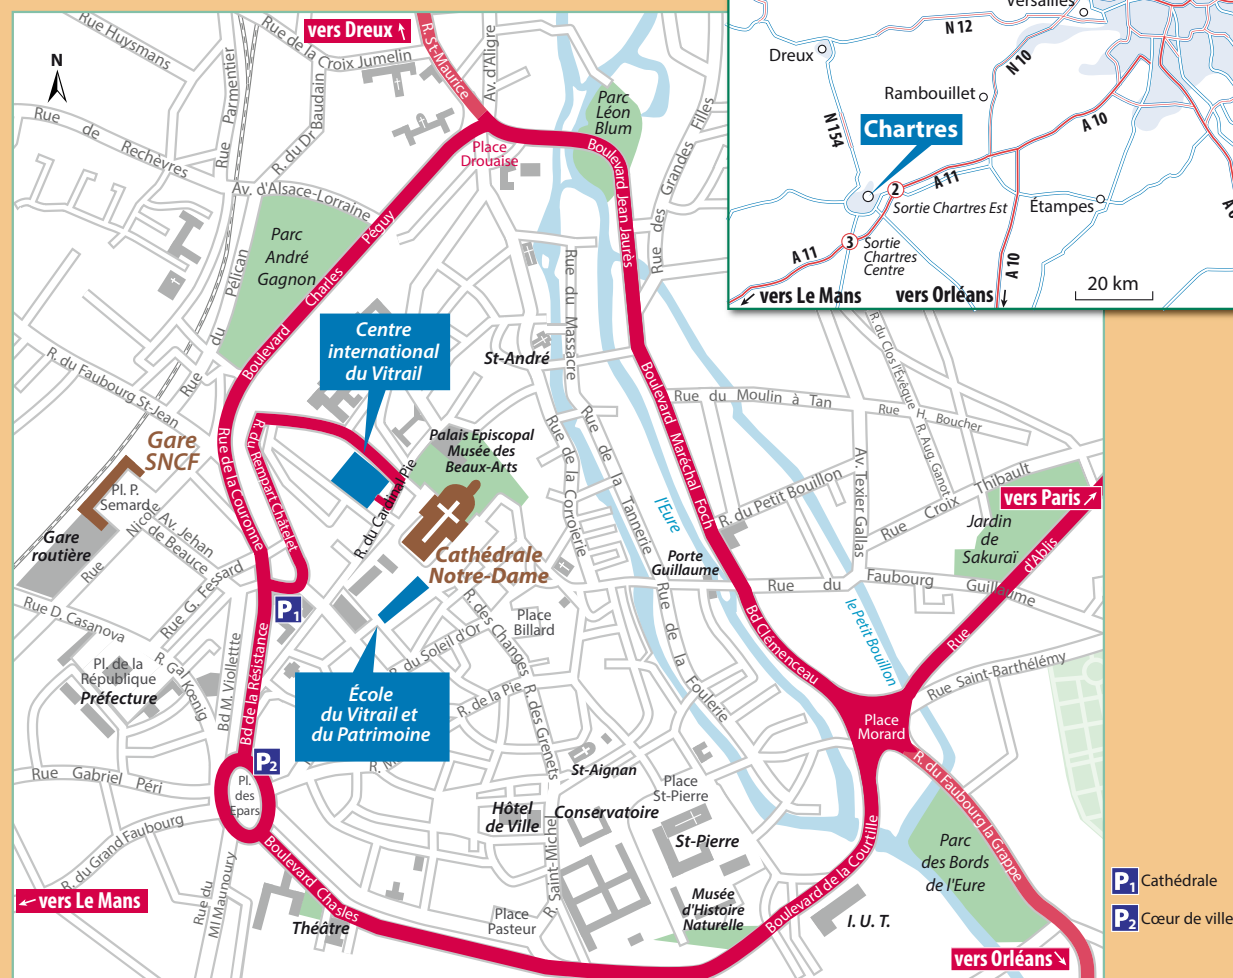 Rue Huysmans
vers Dreux
R. St-Maurice
Av. d'Aligre
Rue de la Croix Jumelin
Rue Parmentier
R. du Dr Baudain
N
Rue de Rechevres
Av. d'Alsace-Lorraine
Place
Drouaise
Parc
Léon
Blum
Boulevard Jean Jaurès
Rue des Grandes Filles
Parc
André
Gagnon
Boulevard Charles Péguy
Rue du Pélican
Rue du Massacre
R. du Faubourg St-Jean
Centre
international
du Vitrail
St-André
Versailles
N 12
Dreux
N 10
Rambouillet
N 154
Chartres
A 10
A 11
2
Sortie Chartres Est
Étampes
3
Sortie
Chartres
Centre
A 11
A 10
20 km
vers Le Mans
vers Orléans
R. du Clos l'Évêque
H. Boucher
R. Aug. Ganot
Rue du Moulin à Tan
Rue
Boulevard Maréchal Foch
Gare
SNCF
Pl. P.
Semard
Gare
routière
Rue de la Couronne
R. du Rempart Châtelet
Palais Episcopal
Musée des
Beaux-Arts
R. du Cardinal Pie
Cathédrale
Notre-Dame
Rue de la Corroierie
Rue de la Tannerie
l'Eure
R. du Petit Bouillon
Av. Texier Gallas
Rue Croix Thibault
vers Paris
Jardin
de
Sakuraï
Rue d'Ablis
Porte
Guillaume
Rue du Faubourg Guillaume
le Petit Bouillon
Nicole
Av. Jehan
de Beauce
Rue
Rue G. Fessard
P1
Rue D. Casanova
Pl. de la
République
Préfecture
R. Gal Kœnig
Bd M. Viollettte
Bd de la Résistance
École
du Vitrail et
du Patrimoine
R. du Soleil d'Or
R. des Changes
Place
Billard
R. de la Pie
R. des Grenets
R. M
Rue de la Foulerie
Bd Clémenceau
Place
Morard
Rue Saint-Barthélémy
R. du Faubourg la Grappe
P2
Pl.
des
Epars
Rue Gabriel Péri
R. du Grand Faubourg
Rue du
Ml Maunoury
vers Le Mans
Boulevard Chasles
Théâtre
St-Aignan
Hôtel
de Ville
Conservatoire
Place
St-Pierre
St-Pierre
R. Saint-Michel
Place
Pasteur
Musée
d'Histoire
Naturelle
Boulevard de la Courtille
I. U. T.
Parc
des Bords
de l'Eure
vers Orléans
P1 Cathédrale
P2 Cœur de ville